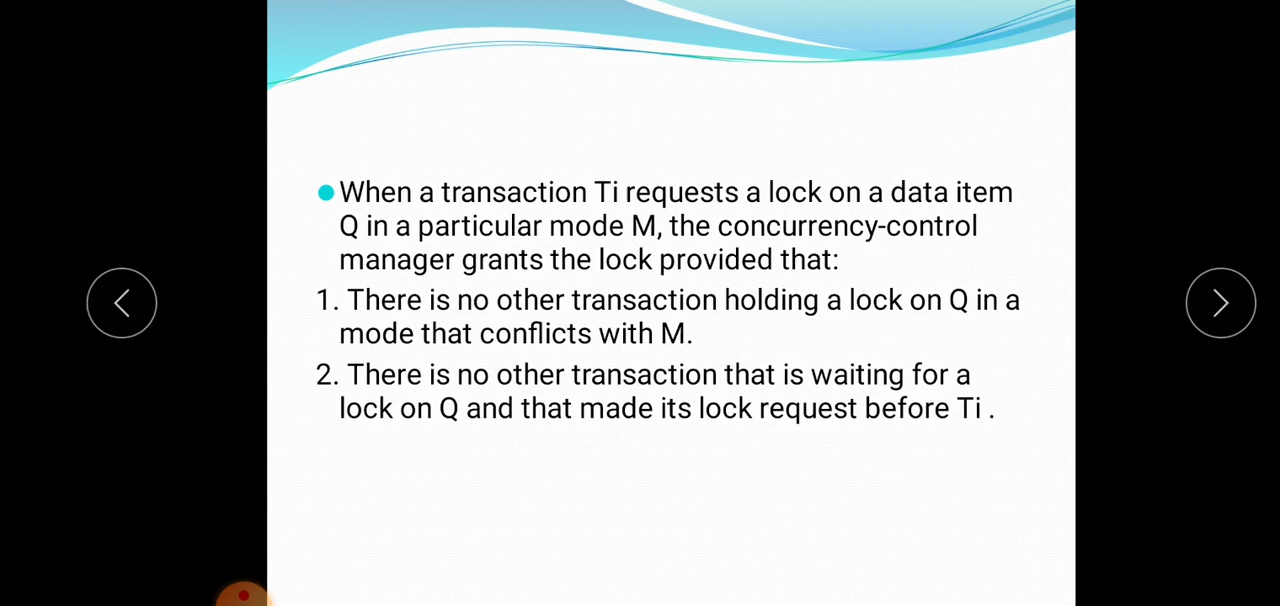 When a transaction Ti requests a lock on a data item
Q in a particular mode M, the concurrency-control
manager grants the lock provided that:
1. There is no other transaction holding a lock on Q in a
mode that conflicts with M.
2. There is no other transaction that is waiting for a
lock on Q and that made its lock request before Ti .